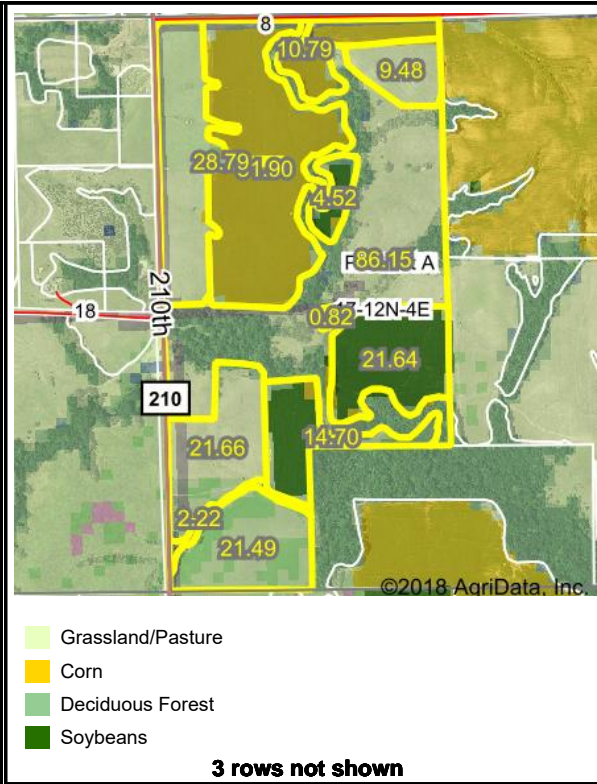 8
10.79
9.48
28.79
1.90
4.52
86.15
A
17-12N-4E
0.82
210th
18
21.64
210
21.66
14.70
2.22
21.49
©2018 AgriData, Inc.
Grassland/Pasture
Corn
Deciduous Forest
Soybeans
3 rows not shown